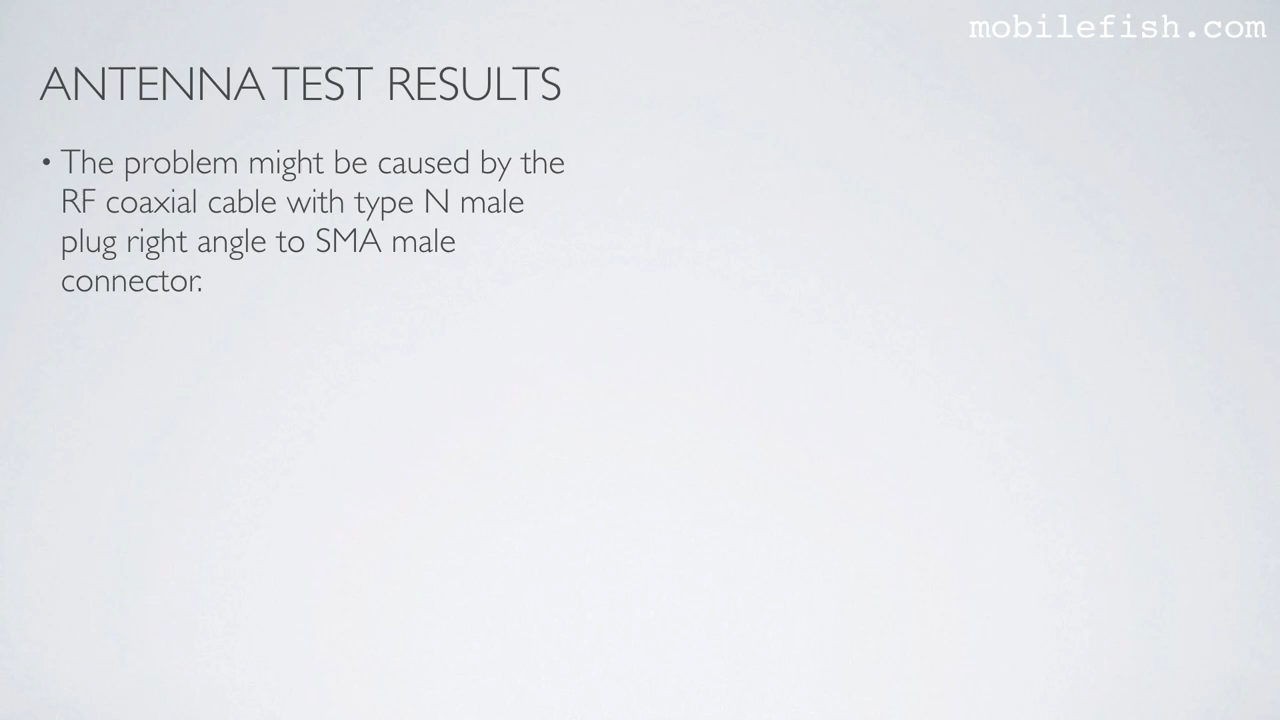 mobilefish.com
ANTENNA TEST RESULTS
• The problem might be caused by the
RF coaxial cable with type N male
plug right angle to SMA male
connector.